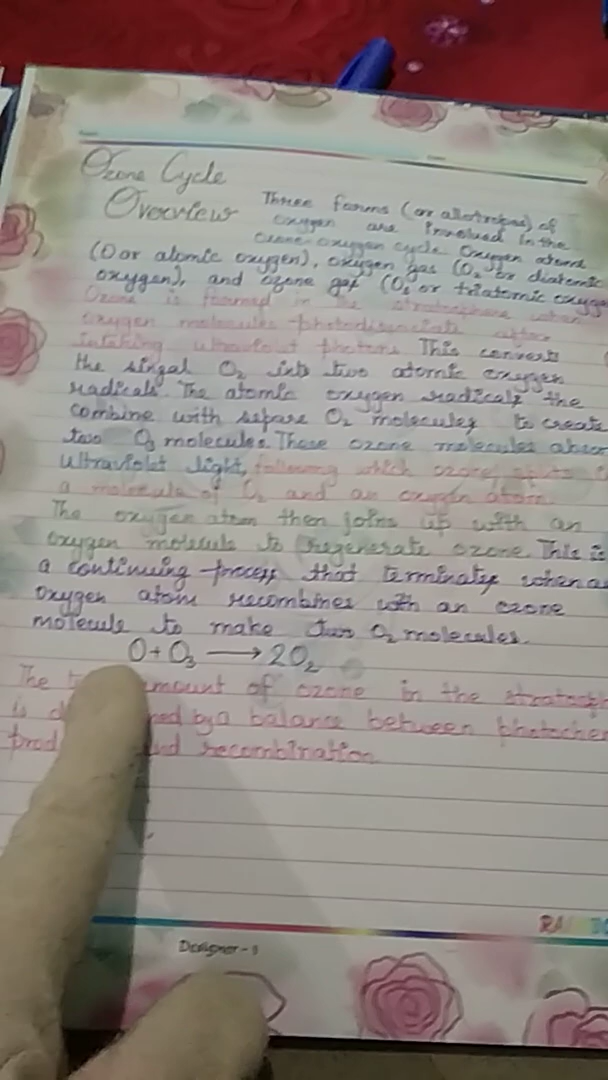 Ozone Cycle
Overview Three forms (or allotropes) of
oxygen are involved in the
ozone-oxygen cycle. Oxygen atoms
(O or atomic oxygen), oxygen gas (O2 or diatomic
oxygen), and ozone gas (O3 or triatomic
Ozone is formed in the stratosphere when
oxygen molecules photodissociate after
intaking ultraviolet photons This converts
the singal O2 into two atomic oxygen
radicals. The atomic oxygen radicals the
combine with separe O2 molecules to create
two O3 molecules. These ozone molecules
ultraviolet light, following which ozone
a molecule of O2 and an oxygen atom.
The oxygen atom then joins up with an
oxygen molecule to regenerate ozone. This is
a continuing process that terminates when
oxygen atom recombines with an ozone
molecule to make two O2 molecules.
O + O3 → 2O2
The amount of ozone in the
is by a balance between
and recombination
Designer - 3